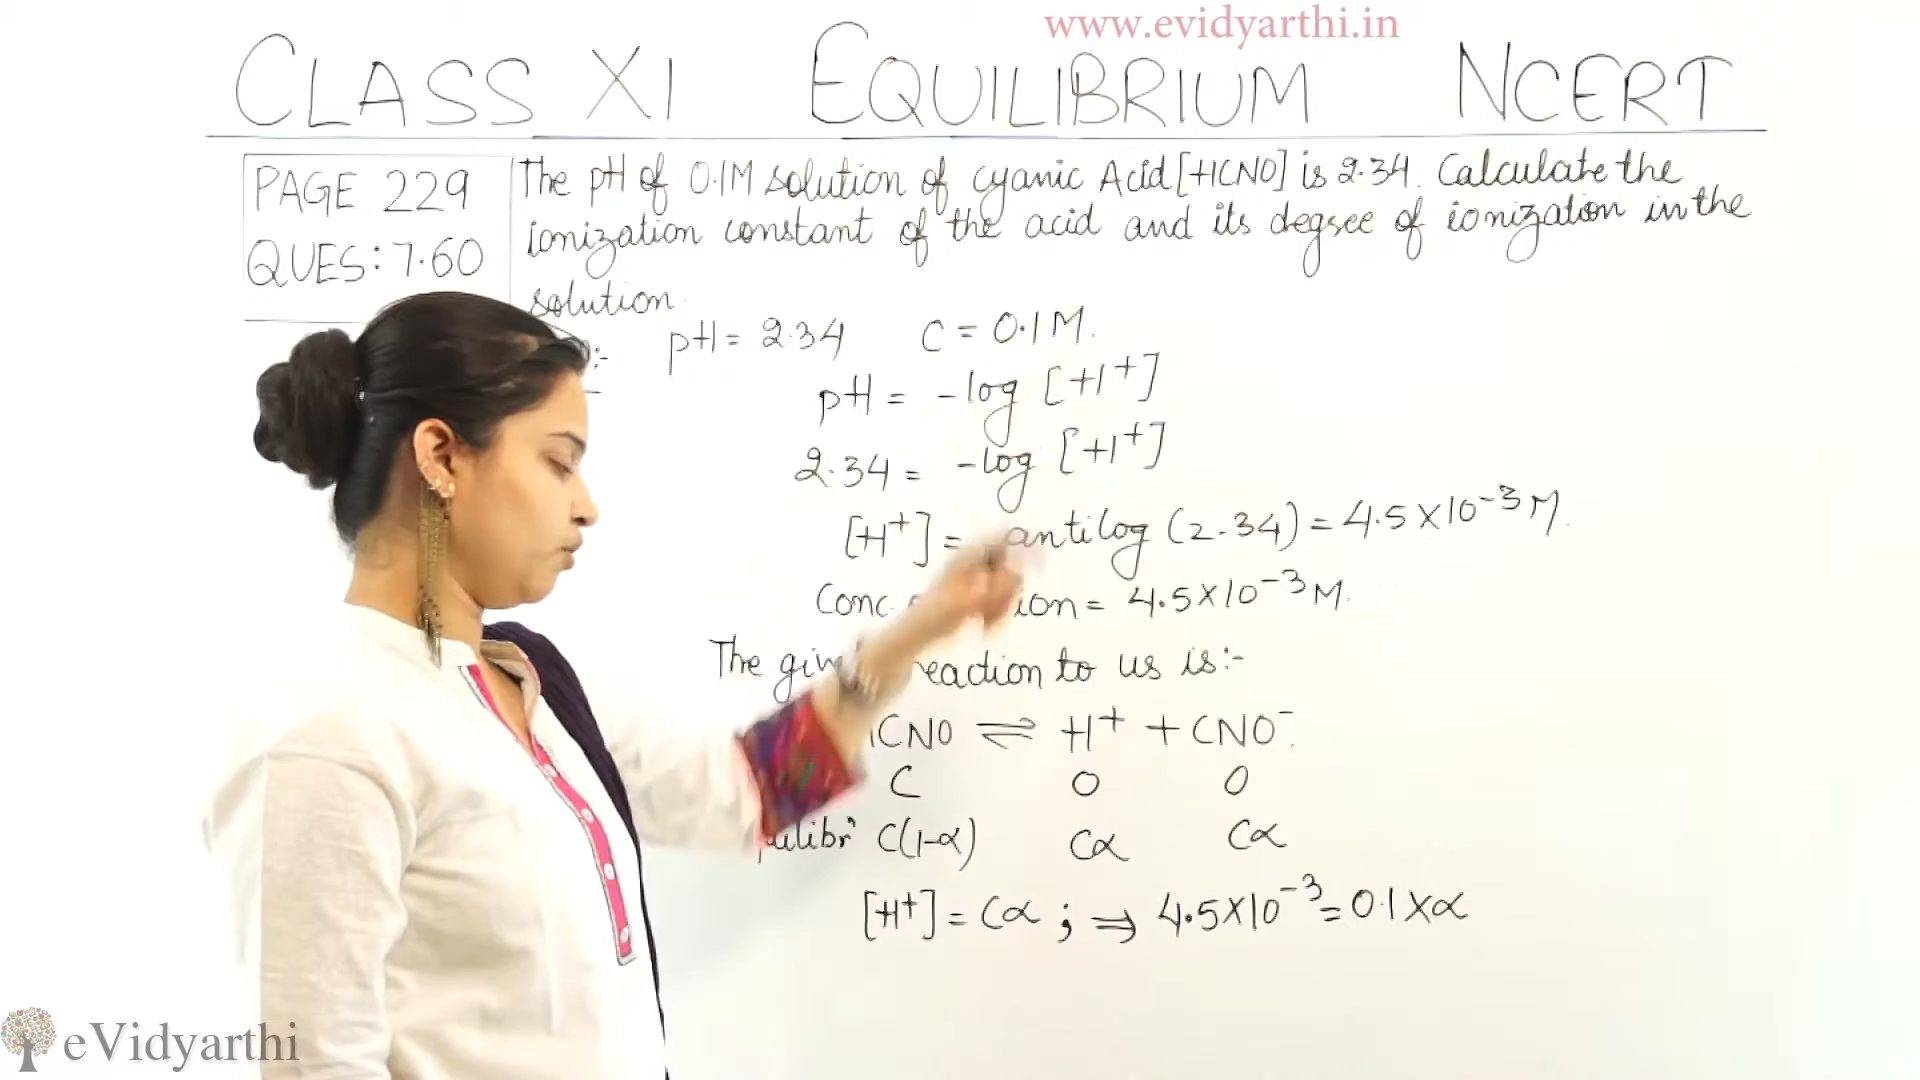 www.evidyarthi.in
CLASS XI EQUILIBRIUM NCERT
PAGE 229
QUES: 7.60
The pH of 0.1M solution of cyanic Acid [HCNO] is 2.34. Calculate the
ionization constant of the acid and its degree of ionizaton in the
solution.
pH = 2.34 C = 0.1M.
pH = -log [H⁺]
2.34 = -log [H⁺]
[H⁺] = antilog (2.34) = 4.5 X 10⁻³ M.
Conc = 4.5 X 10⁻³ M.
The reaction to us is:-
CNO ⇌ H⁺ + CNO⁻.
C O O
C(1-α) Cα Cα
[H⁺] = Cα ; ⇒ 4.5 X 10⁻³ = 0.1 X α
eVidyarthi